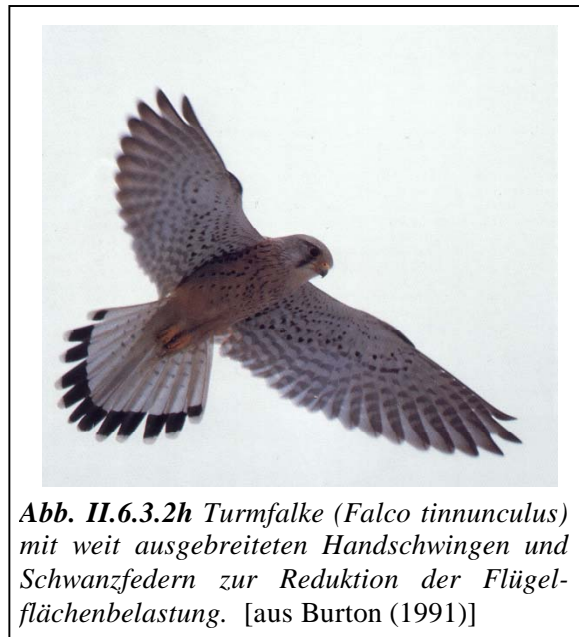 Abb. II.6.3.2h Turmfalke (Falco tinnunculus)
mit weit ausgebreiteten Handschwingen und
Schwanzfedern zur Reduktion der Flügel-
flächenbelastung. [aus Burton (1991)]